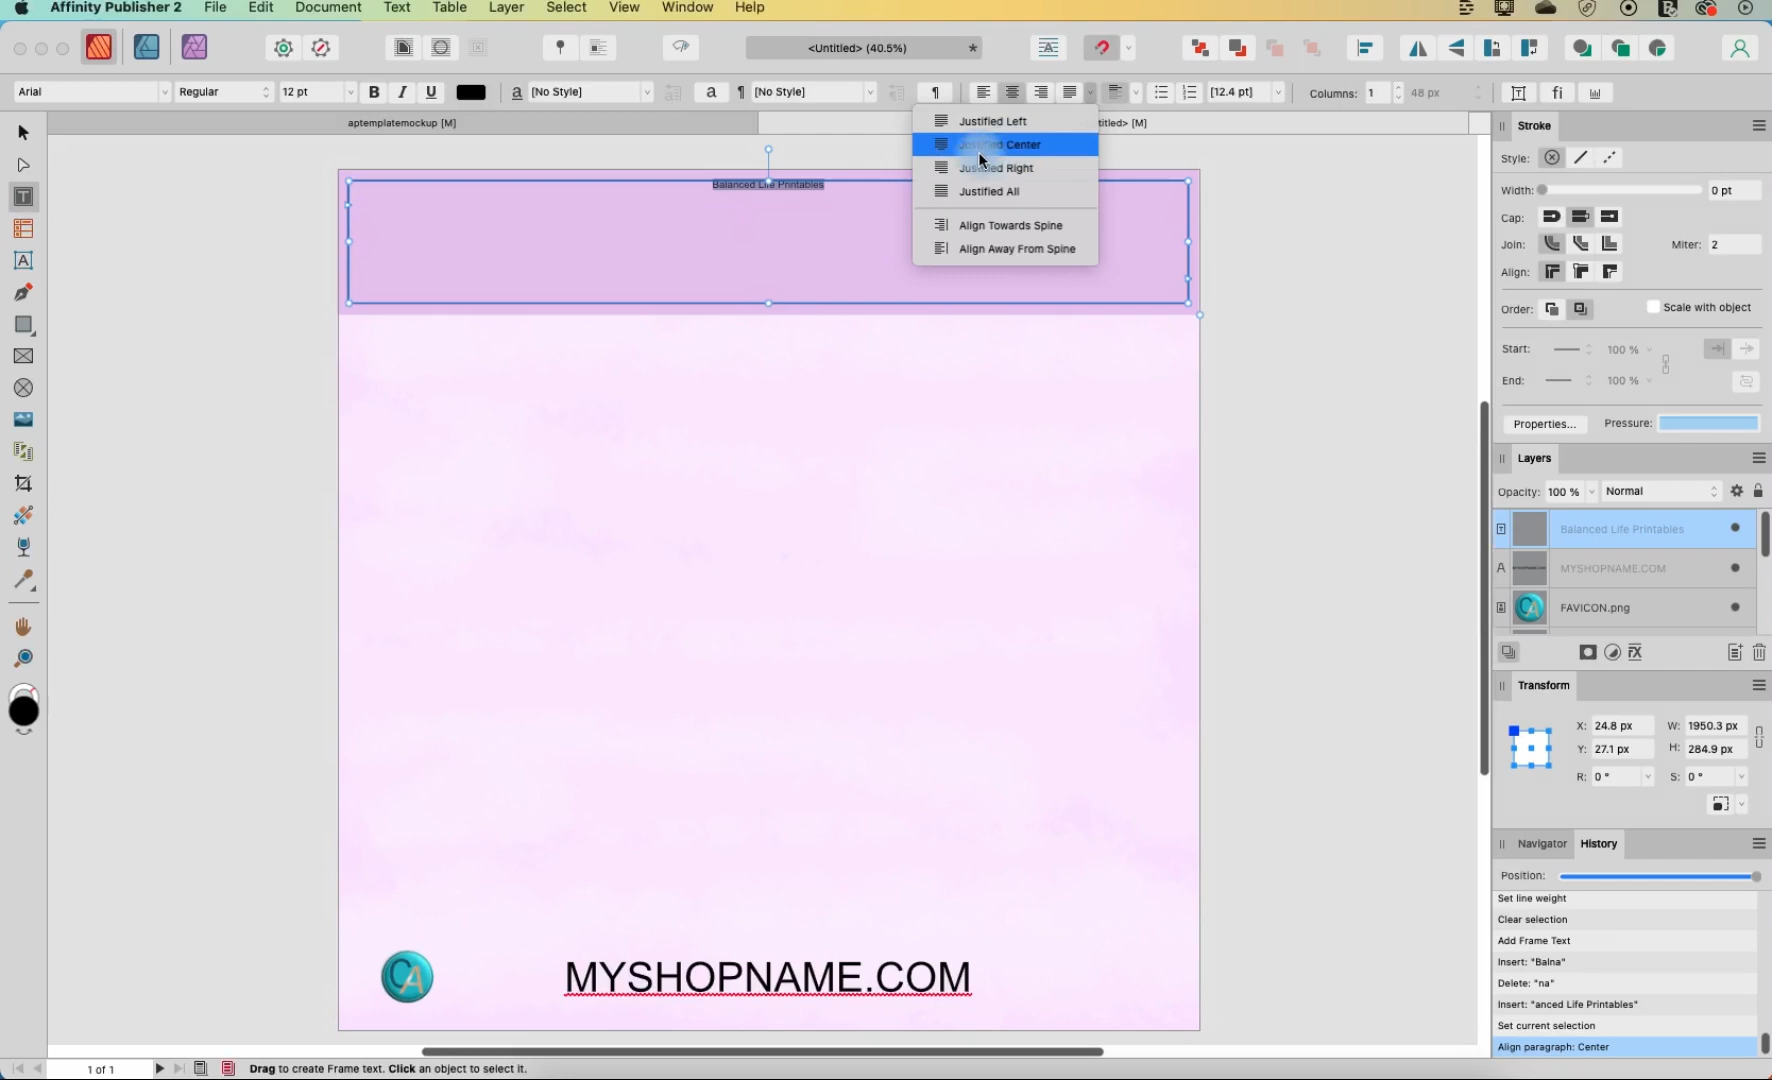 Affinity Publisher 2 File Edit Document Text Table Layer Select View Window Help
<Untitled> (40.5%) *
Arial Regular 12 pt B I U a [No Style] a ¶ [No Style] ¶ [12.4 pt] Columns: 1 48 px fi
aptemplatemockup [M] titled> [M]
Justified Left
Justified Center
Justified Right
Justified All
Align Towards Spine
Align Away From Spine
Balanced Life Printables
CA
MYSHOPNAME.COM
Stroke
Style:
Width: 0 pt
Cap:
Join: Miter: 2
Align:
Order: Scale with object
Start: 100 %
End: 100 %
Properties... Pressure:
Layers
Opacity: 100 % Normal
Balanced Life Printables
A MYSHOPNAME.COM
CA FAVICON.png
Transform
X: 24.8 px W: 1950.3 px
Y: 27.1 px H: 284.9 px
R: 0 ° S: 0 °
Navigator History
Position:
Set line weight
Clear selection
Add Frame Text
Insert: "Balna"
Delete: "na"
Insert: "anced Life Printables"
Set current selection
Align paragraph: Center
1 of 1 Drag to create Frame text. Click an object to select it.